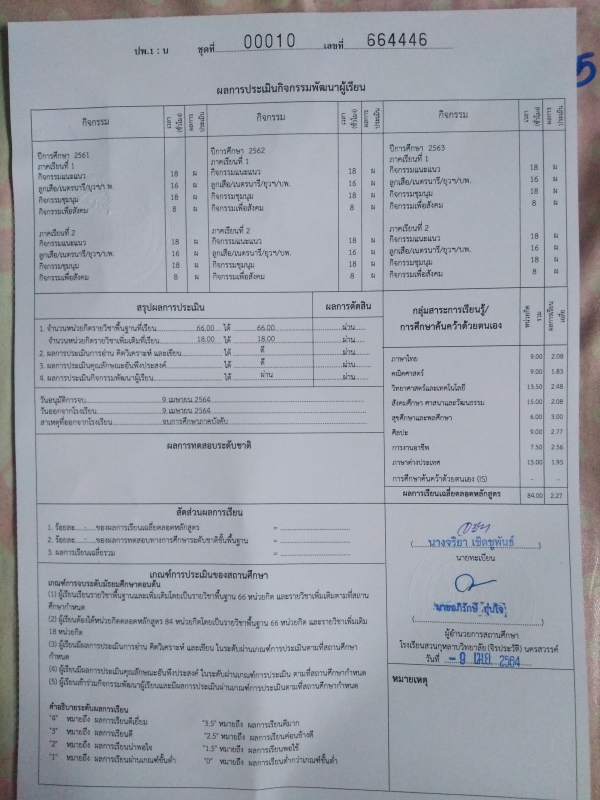 ปพ.1 : บ ชุดที่ 00010 เลขที่ 664446
5
ผลการประเมินกิจกรรมพัฒนาผู้เรียน
กิจกรรม เวลา (ชั่วโมง) ผลการประเมิน กิจกรรม เวลา (ชั่วโมง) ผลการประเมิน กิจกรรม เวลา (ชั่วโมง) ผลการประเมิน
ปีการศึกษา 2561 ปีการศึกษา 2562 ปีการศึกษา 2563
ภาคเรียนที่ 1 ภาคเรียนที่ 1 ภาคเรียนที่ 1
กิจกรรมแนะแนว 18 ผ กิจกรรมแนะแนว 18 ผ กิจกรรมแนะแนว 18 ผ
ลูกเสือ/เนตรนารี/ยุวฯ/บพ. 16 ผ ลูกเสือ/เนตรนารี/ยุวฯ/บพ. 16 ผ ลูกเสือ/เนตรนารี/ยุวฯ/บพ. 16 ผ
กิจกรรมชุมนุม 18 ผ กิจกรรมชุมนุม 18 ผ กิจกรรมชุมนุม 18 ผ
กิจกรรมเพื่อสังคม 8 ผ กิจกรรมเพื่อสังคม 8 ผ กิจกรรมเพื่อสังคม 8 ผ
ภาคเรียนที่ 2 ภาคเรียนที่ 2 ภาคเรียนที่ 2
กิจกรรมแนะแนว 18 ผ กิจกรรมแนะแนว 18 ผ กิจกรรมแนะแนว 18 ผ
ลูกเสือ/เนตรนารี/ยุวฯ/บพ. 16 ผ ลูกเสือ/เนตรนารี/ยุวฯ/บพ. 16 ผ ลูกเสือ/เนตรนารี/ยุวฯ/บพ. 16 ผ
กิจกรรมชุมนุม 18 ผ กิจกรรมชุมนุม 18 ผ กิจกรรมชุมนุม 18 ผ
กิจกรรมเพื่อสังคม 8 ผ กิจกรรมเพื่อสังคม 8 ผ กิจกรรมเพื่อสังคม 8 ผ
สรุปผลการประเมิน ผลการตัดสิน
1. จำนวนหน่วยกิตรายวิชาพื้นฐานที่เรียน 66.00 ได้ 66.00 ผ่าน
จำนวนหน่วยกิตรายวิชาเพิ่มเติมที่เรียน 18.00 ได้ 18.00 ผ่าน
2. ผลการประเมินการอ่าน คิดวิเคราะห์ และเขียน ได้ ดี ผ่าน
3. ผลการประเมินคุณลักษณะอันพึงประสงค์ ได้ ดี ผ่าน
4. ผลประเมินกิจกรรมพัฒนาผู้เรียน ได้ ผ่าน ผ่าน
วันอนุมัติการจบ 9 เมษายน 2564
วันออกจากโรงเรียน 9 เมษายน 2564
สาเหตุที่ออกจากโรงเรียน จบการศึกษาภาคบังคับ
กลุ่มสาระการเรียนรู้/
การศึกษาค้นคว้าด้วยตนเอง หน่วยกิตรวม ผลการเรียนเฉลี่ย
ภาษาไทย 9.00 2.08
คณิตศาสตร์ 9.00 1.83
วิทยาศาสตร์และเทคโนโลยี 13.50 2.48
สังคมศึกษา ศาสนาและวัฒนธรรม 15.00 2.08
สุขศึกษาและพลศึกษา 6.00 3.00
ศิลปะ 9.00 2.77
การงานอาชีพ 7.50 2.56
ภาษาต่างประเทศ 15.00 1.95
การศึกษาค้นคว้าด้วยตนเอง (IS) - -
ผลการเรียนเฉลี่ยตลอดหลักสูตร 84.00 2.27
ผลการทดสอบระดับชาติ
สัดส่วนผลการเรียน
1. ร้อยละ - ของผลการเรียนเฉลี่ยตลอดหลักสูตร =
2. ร้อยละ - ของผลการทดสอบทางการศึกษาระดับชาติขั้นพื้นฐาน =
3. ผลการเรียนเฉลี่ยรวม =
เกณฑ์การประเมินของสถานศึกษา
เกณฑ์การจบระดับมัธยมศึกษาตอนต้น
(1) ผู้เรียนเรียนรายวิชาพื้นฐานและเพิ่มเติมโดยเป็นรายวิชาพื้นฐาน 66 หน่วยกิต และรายวิชาเพิ่มเติมตามที่สถาน
ศึกษากำหนด
(2) ผู้เรียนต้องได้หน่วยกิตตลอดหลักสูตร 84 หน่วยกิตโดยเป็นรายวิชาพื้นฐาน 66 หน่วยกิต และรายวิชาเพิ่มเติม
18 หน่วยกิต
(3) ผู้เรียนมีผลการประเมินการอ่าน คิดวิเคราะห์ และเขียน ในระดับผ่านเกณฑ์การประเมินตามที่สถานศึกษา
กำหนด
(4) ผู้เรียนมีผลการประเมินคุณลักษณะอันพึงประสงค์ ในระดับผ่านเกณฑ์การประเมิน ตามที่สถานศึกษากำหนด
(5) ผู้เรียนเข้าร่วมกิจกรรมพัฒนาผู้เรียนและมีผลการประเมินผ่านเกณฑ์การประเมินตามที่สถานศึกษากำหนด
คำอธิบายระดับผลการเรียน
"4" หมายถึง ผลการเรียนดีเยี่ยม "3.5" หมายถึง ผลการเรียนดีมาก
"3" หมายถึง ผลการเรียนดี "2.5" หมายถึง ผลการเรียนค่อนข้างดี
"2" หมายถึง ผลการเรียนน่าพอใจ "1.5" หมายถึง ผลการเรียนพอใช้
"1" หมายถึง ผลการเรียนผ่านเกณฑ์ขั้นต่ำ "0" หมายถึง ผลการเรียนต่ำกว่าเกณฑ์ขั้นต่ำ
(นางจริยา เชิดชูพันธ์)
นายทะเบียน
ผู้อำนวยการสถานศึกษา
โรงเรียนสวนกุหลาบวิทยาลัย (จิรประวัติ) นครสวรรค์
วันที่ - 9 เม.ย. 2564
หมายเหตุ